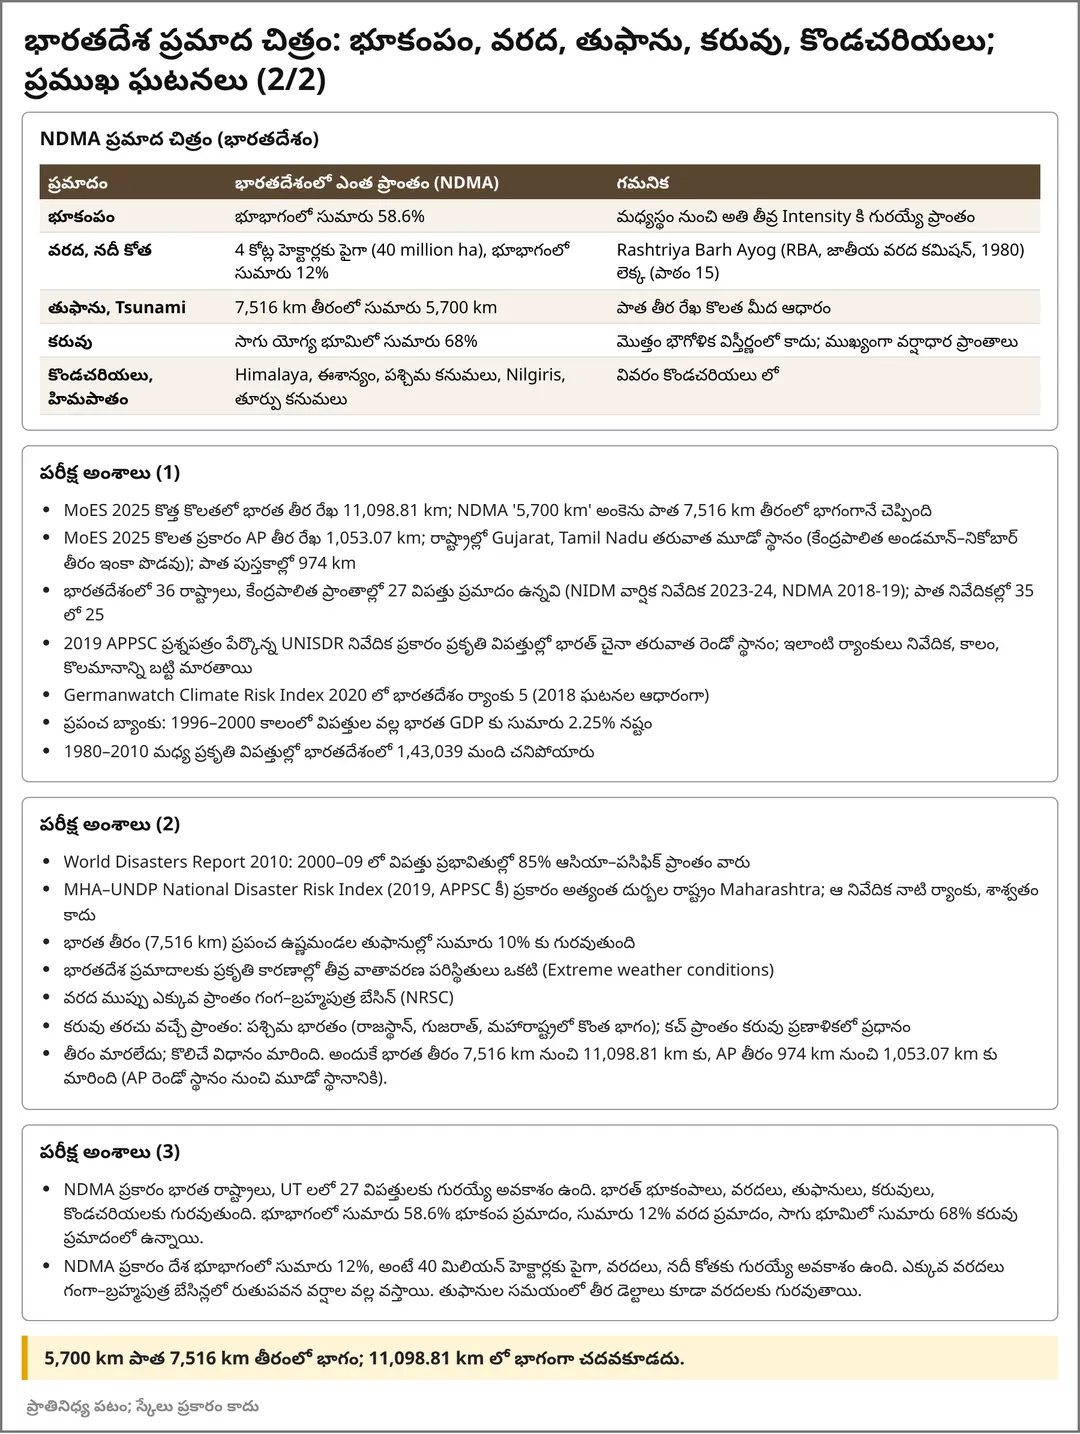 భారతదేశ ప్రమాద చిత్రం: భూకంపం, వరద, తుఫాను, కరువు, కొండచరియలు;
ప్రముఖ ఘటనలు (2/2)
NDMA ప్రమాద చిత్రం (భారతదేశం)
ప్రమాదం భారతదేశంలో ఎంత ప్రాంతం (NDMA) గమనిక
భూకంపం భూభాగంలో సుమారు 58.6% మధ్యస్థం నుంచి అతి తీవ్ర Intensity కి గురయ్యే ప్రాంతం
వరద, నదీ కోత 4 కోట్ల హెక్టార్లకు పైగా (40 million ha), భూభాగంలో Rashtriya Barh Ayog (RBA, జాతీయ వరద కమిషన్, 1980)
సుమారు 12% లెక్క (పాఠం 15)
తుఫాను, Tsunami 7,516 km తీరంలో సుమారు 5,700 km పాత తీర రేఖ కొలత మీద ఆధారం
కరువు సాగు యోగ్య భూమిలో సుమారు 68% మొత్తం భౌగోళిక విస్తీర్ణంలో కాదు; ముఖ్యంగా వర్షాధార ప్రాంతాలు
కొండచరియలు, Himalaya, ఈశాన్యం, పశ్చిమ కనుమలు, Nilgiris, వివరం కొండచరియలు లో
హిమపాతం తూర్పు కనుమలు
పరీక్ష అంశాలు (1)
• MoES 2025 కొత్త కొలతలో భారత తీర రేఖ 11,098.81 km; NDMA '5,700 km' అంకెను పాత 7,516 km తీరంలో భాగంగానే చెప్పింది
• MoES 2025 కొలత ప్రకారం AP తీర రేఖ 1,053.07 km; రాష్ట్రాల్లో Gujarat, Tamil Nadu తరువాత మూడో స్థానం (కేంద్రపాలిత అండమాన్–నికోబార్
తీరం ఇంకా పొడవు); పాత పుస్తకాల్లో 974 km
• భారతదేశంలో 36 రాష్ట్రాలు, కేంద్రపాలిత ప్రాంతాల్లో 27 విపత్తు ప్రమాదం ఉన్నవి (NIDM వార్షిక నివేదిక 2023-24, NDMA 2018-19); పాత నివేదికల్లో 35
లో 25
• 2019 APPSC ప్రశ్నపత్రం పేర్కొన్న UNISDR నివేదిక ప్రకారం ప్రకృతి విపత్తుల్లో భారత్ చైనా తరువాత రెండో స్థానం; ఇలాంటి ర్యాంకులు నివేదిక, కాలం,
కొలమానాన్ని బట్టి మారతాయి
• Germanwatch Climate Risk Index 2020 లో భారతదేశం ర్యాంకు 5 (2018 ఘటనల ఆధారంగా)
• ప్రపంచ బ్యాంకు: 1996–2000 కాలంలో విపత్తుల వల్ల భారత GDP కు సుమారు 2.25% నష్టం
• 1980–2010 మధ్య ప్రకృతి విపత్తుల్లో భారతదేశంలో 1,43,039 మంది చనిపోయారు
పరీక్ష అంశాలు (2)
• World Disasters Report 2010: 2000–09 లో విపత్తు ప్రభావితుల్లో 85% ఆసియా–పసిఫిక్ ప్రాంతం వారు
• MHA–UNDP National Disaster Risk Index (2019, APPSC కీ) ప్రకారం అత్యంత దుర్బల రాష్ట్రం Maharashtra; ఆ నివేదిక నాటి ర్యాంకు, శాశ్వతం
కాదు
• భారత తీరం (7,516 km) ప్రపంచ ఉష్ణమండల తుఫానుల్లో సుమారు 10% కు గురవుతుంది
• భారతదేశ ప్రమాదాలకు ప్రకృతి కారణాల్లో తీవ్ర వాతావరణ పరిస్థితులు ఒకటి (Extreme weather conditions)
• వరద ముప్పు ఎక్కువ ప్రాంతం గంగ–బ్రహ్మపుత్ర బేసిన్ (NRSC)
• కరువు తరచు వచ్చే ప్రాంతం: పశ్చిమ భారతం (రాజస్థాన్, గుజరాత్, మహారాష్ట్రలో కొంత భాగం); కచ్ ప్రాంతం కరువు ప్రణాళికలో ప్రధానం
• తీరం మారలేదు; కొలిచే విధానం మారింది. అందుకే భారత తీరం 7,516 km నుంచి 11,098.81 km కు, AP తీరం 974 km నుంచి 1,053.07 km కు
మారింది (AP రెండో స్థానం నుంచి మూడో స్థానానికి).
పరీక్ష అంశాలు (3)
• NDMA ప్రకారం భారత రాష్ట్రాలు, UT లలో 27 విపత్తులకు గురయ్యే అవకాశం ఉంది. భారత్ భూకంపాలు, వరదలు, తుఫానులు, కరువులు,
కొండచరియలకు గురవుతుంది. భూభాగంలో సుమారు 58.6% భూకంప ప్రమాదం, సుమారు 12% వరద ప్రమాదం, సాగు భూమిలో సుమారు 68% కరువు
ప్రమాదంలో ఉన్నాయి.
• NDMA ప్రకారం దేశ భూభాగంలో సుమారు 12%, అంటే 40 మిలియన్ హెక్టార్లకు పైగా, వరదలు, నదీ కోతకు గురయ్యే అవకాశం ఉంది. ఎక్కువ వరదలు
గంగా–బ్రహ్మపుత్ర బేసిన్లలో రుతుపవన వర్షాల వల్ల వస్తాయి. తుఫానుల సమయంలో తీర డెల్టాలు కూడా వరదలకు గురవుతాయి.
5,700 km పాత 7,516 km తీరంలో భాగం; 11,098.81 km లో భాగంగా చదవకూడదు.
ప్రాతినిధ్య పటం; స్కేలు ప్రకారం కాదు